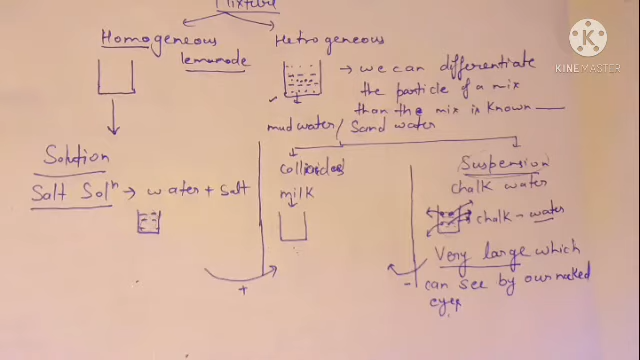 Mixture
Homogeneous
Hetrogeneous
lemonade
→ we can differentiate
the particle of a mix
than the mix is known
mud water / Sand water
Solution
Salt Solⁿ → water + Salt
colloides
milk
Suspension
chalk water
chalk - water
Very large which
can see by our naked
eyes
+
-
KINEMASTER